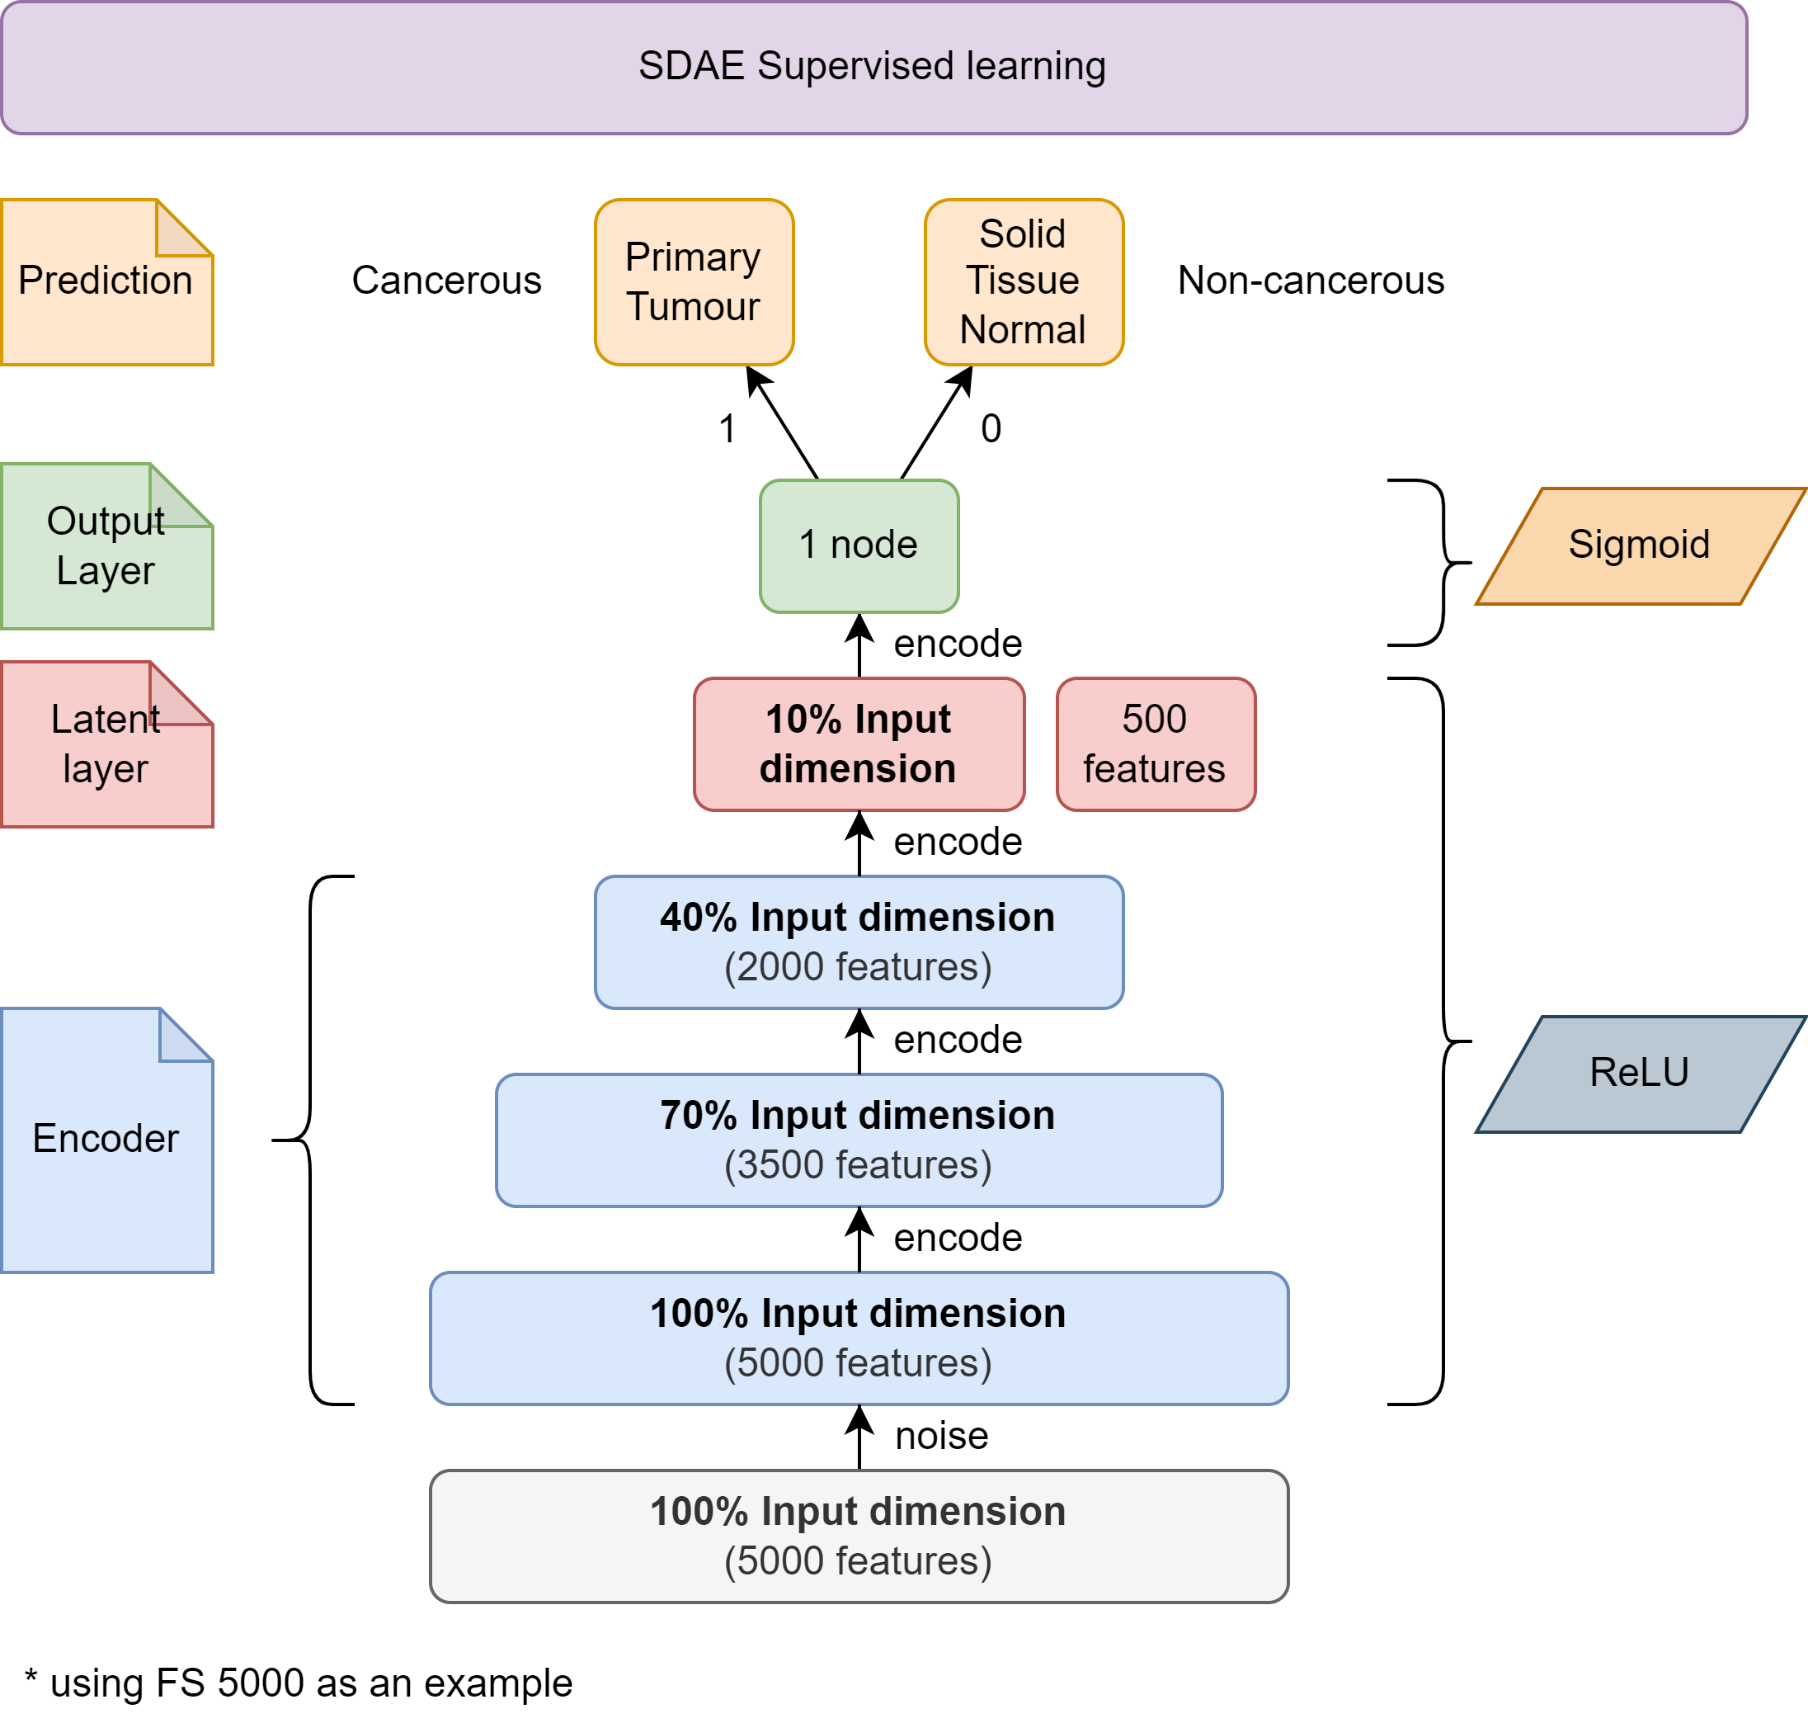 SDAE Supervised learning
Prediction
Cancerous
Primary
Tumour
Solid
Tissue
Normal
Non-cancerous
1
0
Output
Layer
1 node
Sigmoid
encode
Latent
layer
10% Input
dimension
500
features
encode
40% Input dimension
(2000 features)
encode
Encoder
70% Input dimension
(3500 features)
ReLU
encode
100% Input dimension
(5000 features)
noise
100% Input dimension
(5000 features)
* using FS 5000 as an example